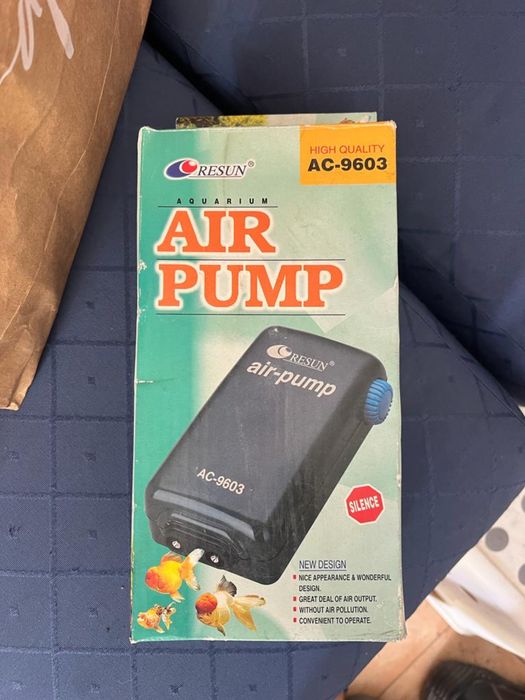 HIGH QUALITY
AC-9603
RESUN®
AQUARIUM
AIR
PUMP
RESUN
air-pump
AC-9603
SILENCE
NEW DESIGN
▪ NICE APPEARANCE & WONDERFUL
DESIGN.
▪ GREAT DEAL OF AIR OUTPUT.
▪ WITHOUT AIR POLLUTION.
▪ CONVENIENT TO OPERATE.